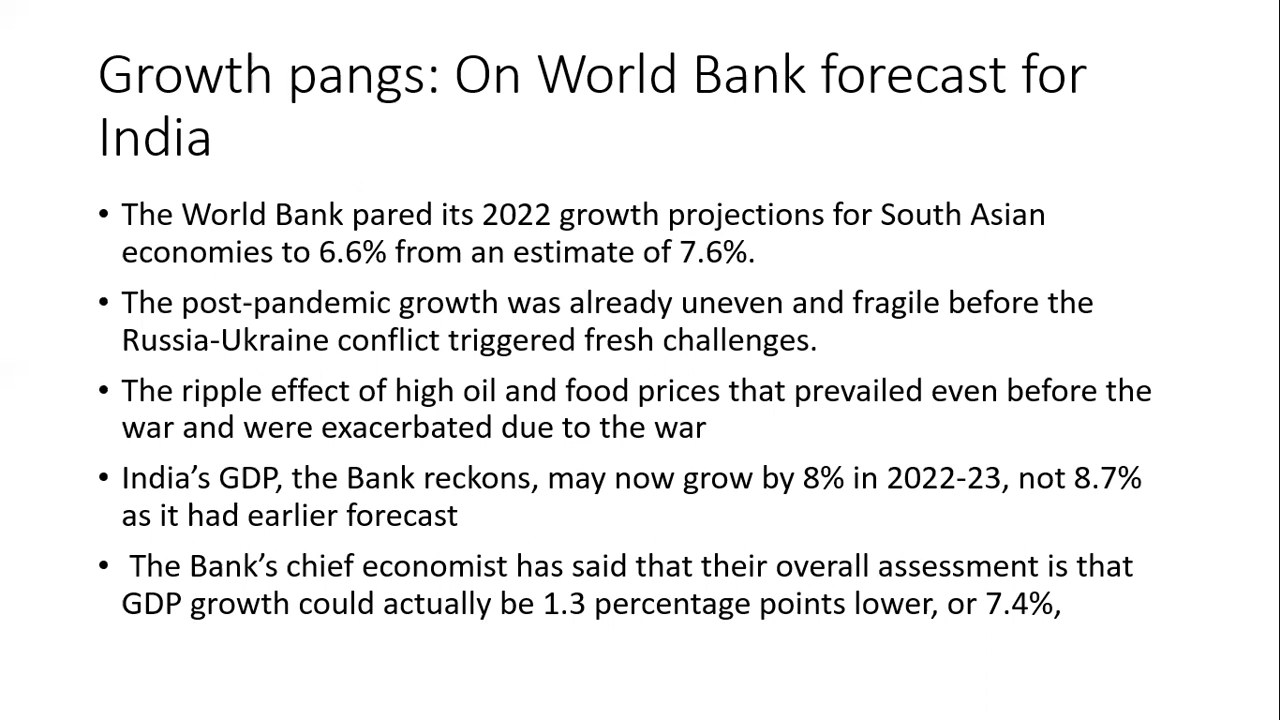 Growth pangs: On World Bank forecast for
India
• The World Bank pared its 2022 growth projections for South Asian
economies to 6.6% from an estimate of 7.6%.
• The post-pandemic growth was already uneven and fragile before the
Russia-Ukraine conflict triggered fresh challenges.
• The ripple effect of high oil and food prices that prevailed even before the
war and were exacerbated due to the war
• India’s GDP, the Bank reckons, may now grow by 8% in 2022-23, not 8.7%
as it had earlier forecast
• The Bank’s chief economist has said that their overall assessment is that
GDP growth could actually be 1.3 percentage points lower, or 7.4%,